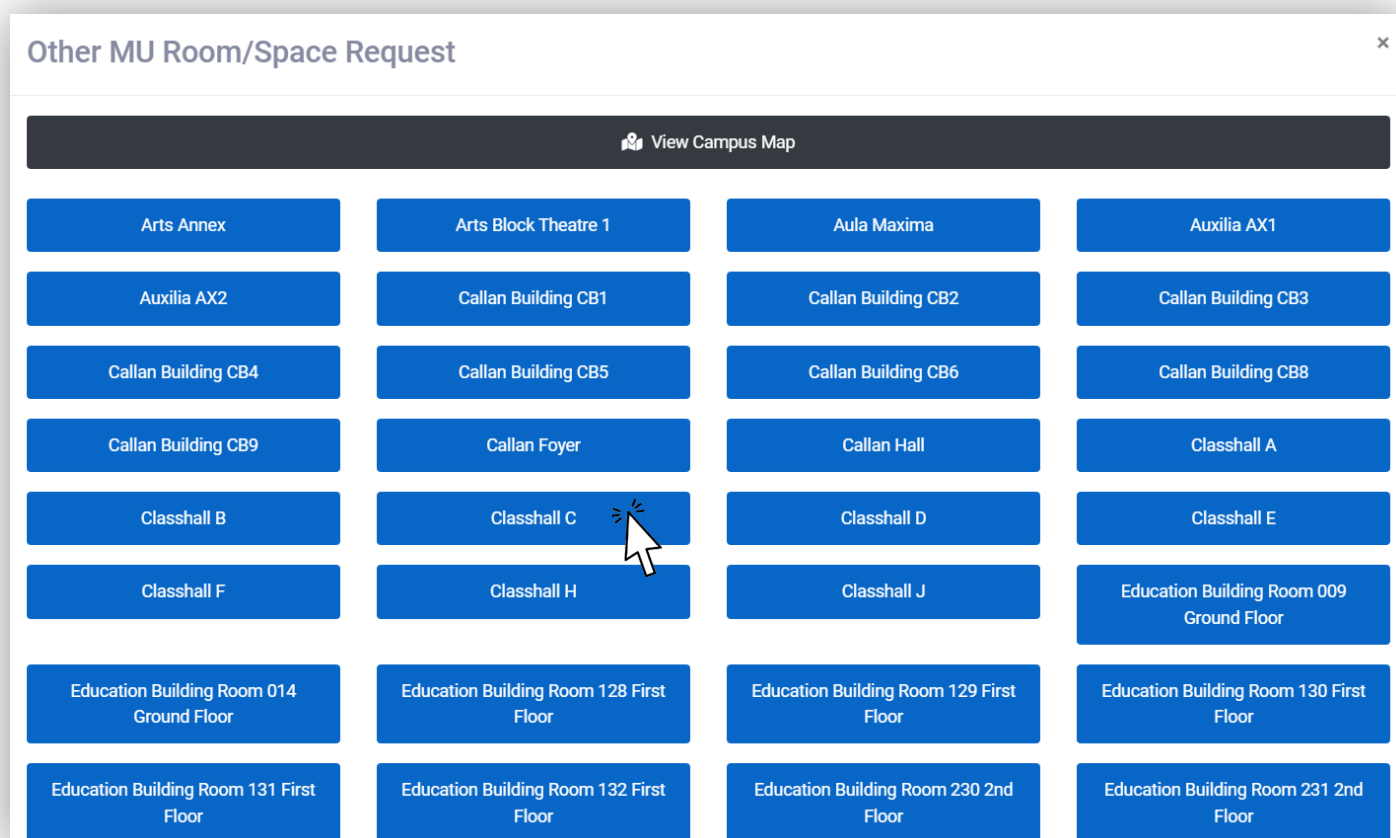 Other MU Room/Space Request
×
View Campus Map
Arts Annex
Arts Block Theatre 1
Aula Maxima
Auxilia AX1
Auxilia AX2
Callan Building CB1
Callan Building CB2
Callan Building CB3
Callan Building CB4
Callan Building CB5
Callan Building CB6
Callan Building CB8
Callan Building CB9
Callan Foyer
Callan Hall
Classhall A
Classhall B
Classhall C
Classhall D
Classhall E
Classhall F
Classhall H
Classhall J
Education Building Room 009
Ground Floor
Education Building Room 014
Ground Floor
Education Building Room 128 First
Floor
Education Building Room 129 First
Floor
Education Building Room 130 First
Floor
Education Building Room 131 First
Floor
Education Building Room 132 First
Floor
Education Building Room 230 2nd
Floor
Education Building Room 231 2nd
Floor